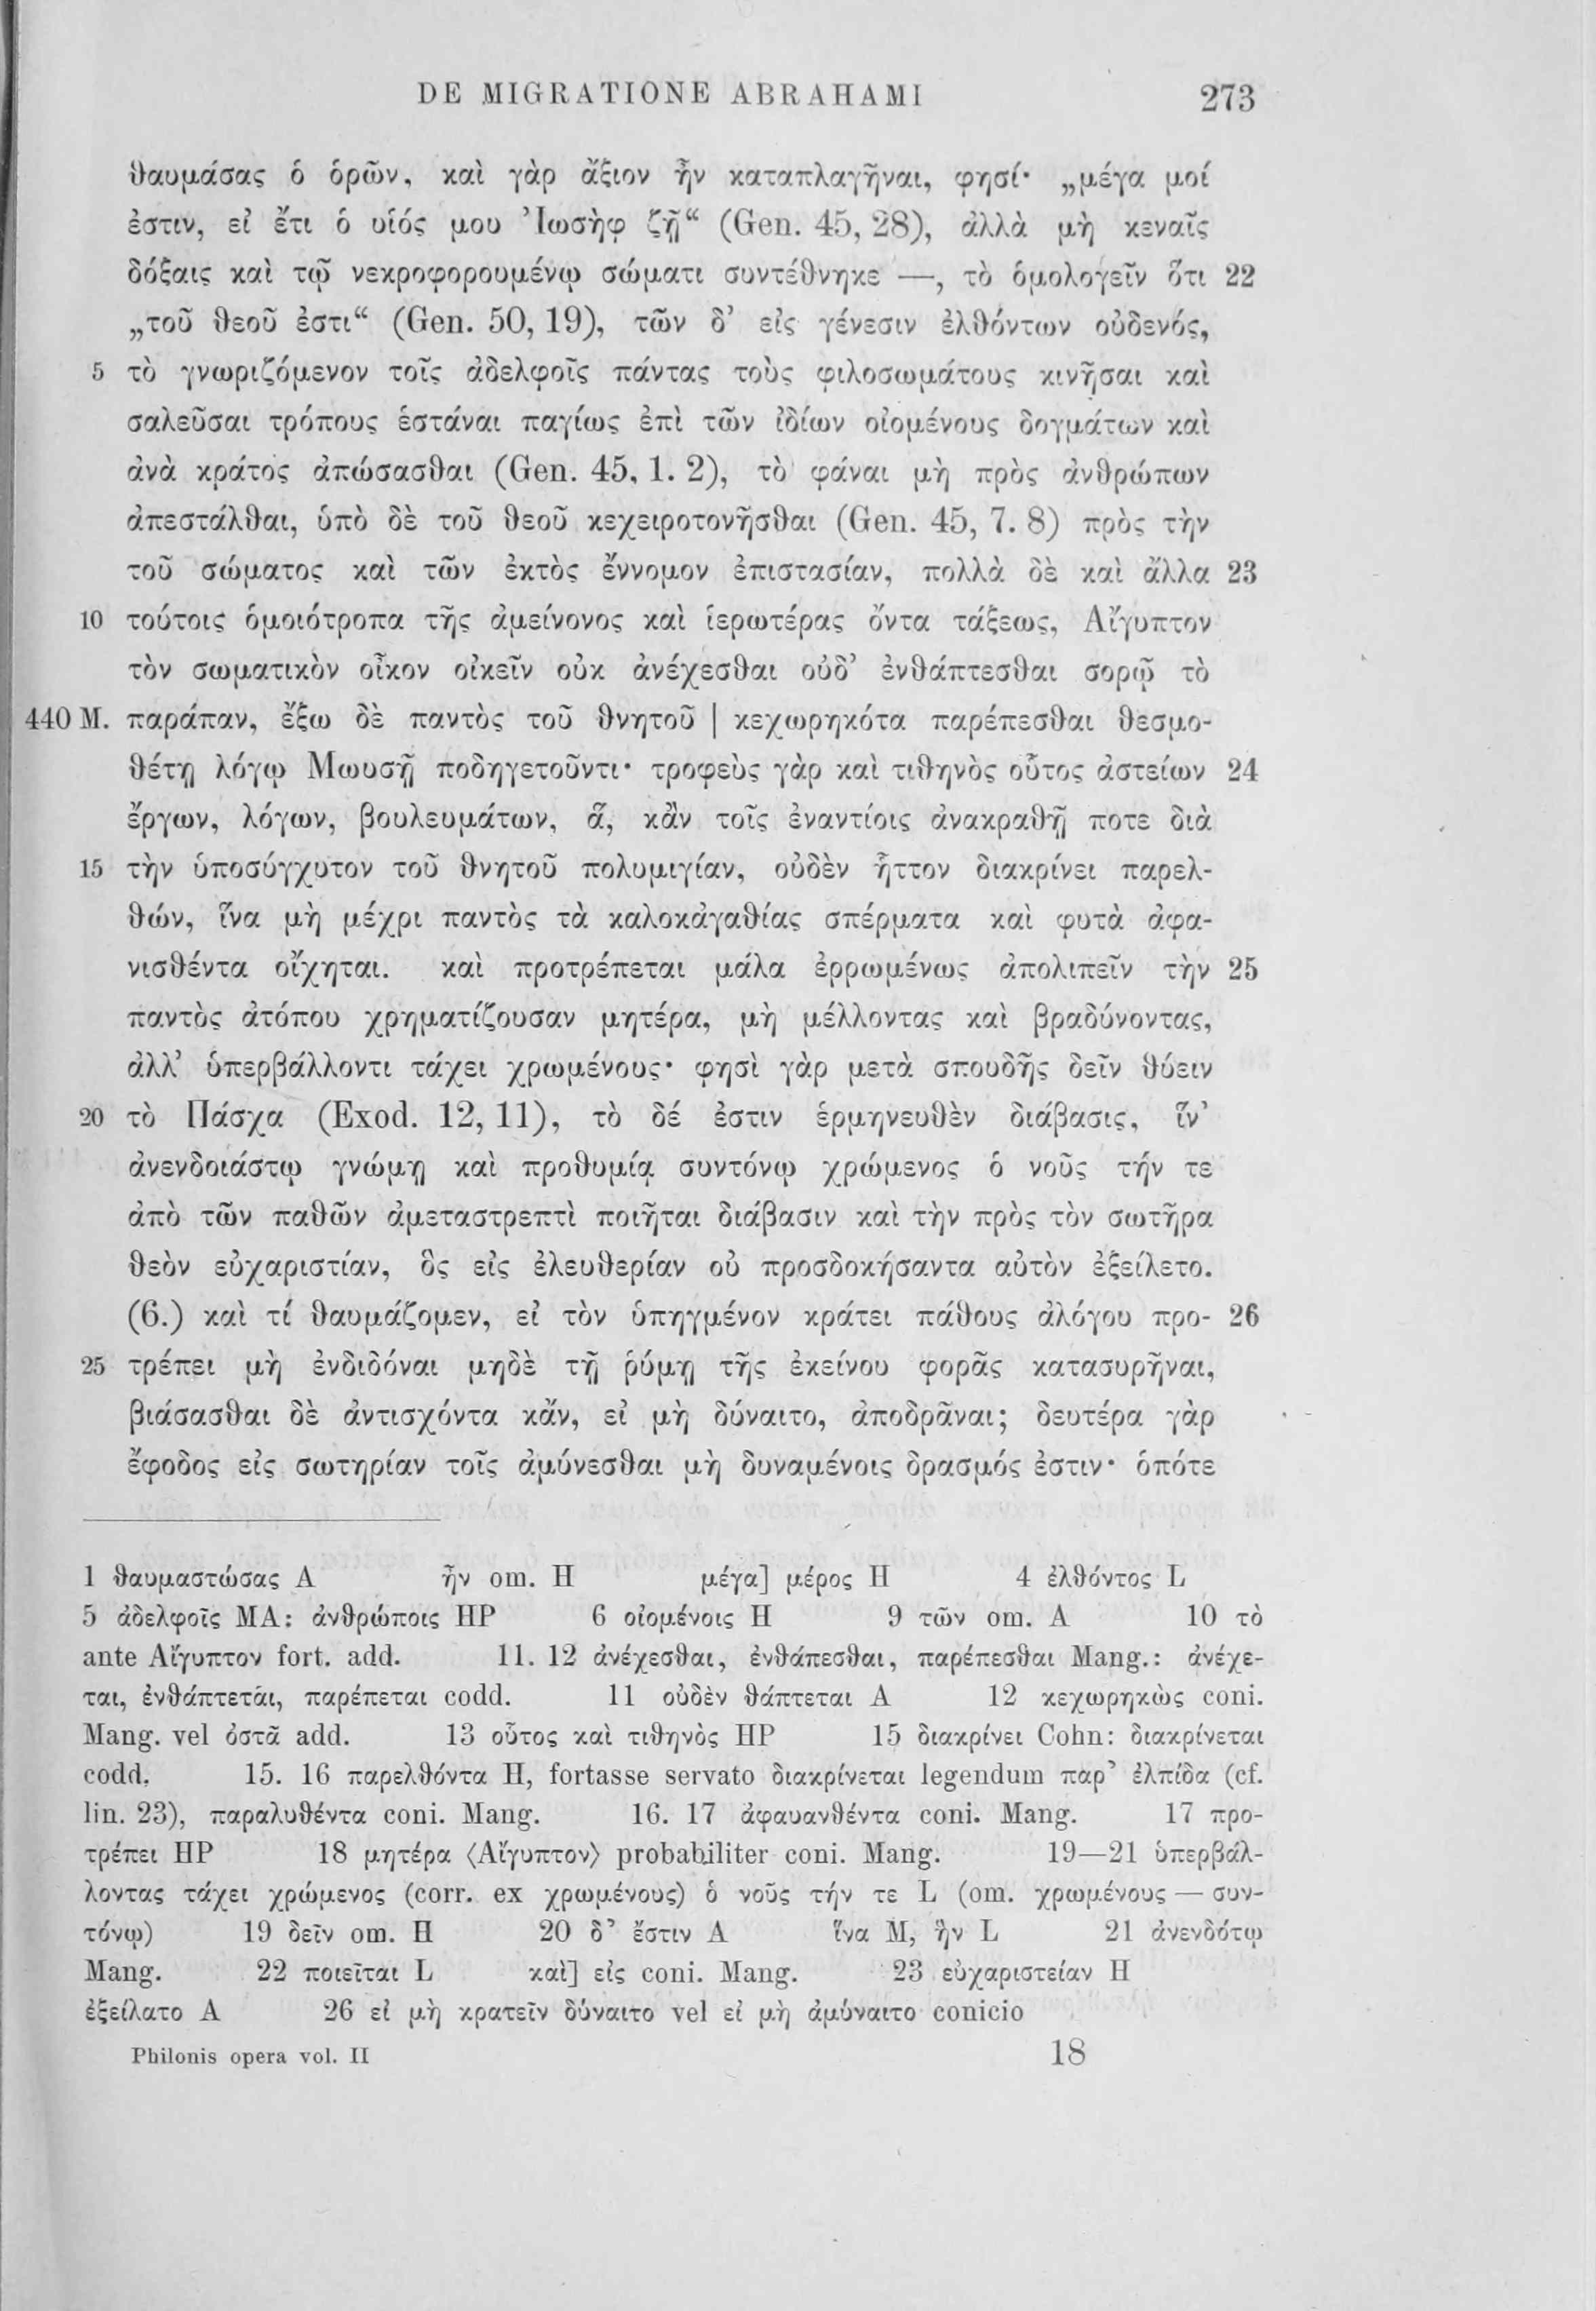 DE MIGRATIONE ABRAHAMI 273
θαυμάσας ὁ ὁρῶν, καὶ γὰρ ἄξιον ἦν καταπλαγῆναι, φησί· „μέγα μοί
ἐστιν, εἰ ἔτι ὁ υἱός μου Ἰωσὴφ ζῇ“ (Gen. 45, 28), ἀλλὰ μὴ κεναῖς
δόξαις καὶ τῷ νεκροφορουμένῳ σώματι συντέθνηκε —, τὸ ὁμολογεῖν ὅτι 22
„τοῦ θεοῦ ἐστι“ (Gen. 50, 19), τῶν δ’ εἰς γένεσιν ἐλθόντων οὐδενός,
5 τὸ γνωριζόμενον τοῖς ἀδελφοῖς πάντας τοὺς φιλοσωμάτους κινῆσαι καὶ
σαλεῦσαι τρόπους ἑστάναι παγίως ἐπὶ τῶν ἰδίων οἰομένους δογμάτων καὶ
ἀνὰ κράτος ἀπώσασθαι (Gen. 45, 1. 2), τὸ φάναι μὴ πρὸς ἀνθρώπων
ἀπεστάλθαι, ὑπὸ δὲ τοῦ θεοῦ κεχειροτονῆσθαι (Gen. 45, 7. 8) πρὸς τὴν
τοῦ σώματος καὶ τῶν ἐκτὸς ἔννομον ἐπιστασίαν, πολλὰ δὲ καὶ ἄλλα 23
10 τούτοις ὁμοιότροπα τῆς ἀμείνονος καὶ ἱερωτέρας ὄντα τάξεως, Αἴγυπτον
τὸν σωματικὸν οἶκον οἰκεῖν οὐκ ἀνέχεσθαι οὐδ’ ἐνθάπτεσθαι σορῷ τὸ
440 M. παράπαν, ἔξω δὲ παντὸς τοῦ θνητοῦ | κεχωρηκότα παρέπεσθαι θεσμο-
θέτῃ λόγῳ Μωυσῇ ποδηγετοῦντι· τροφεὺς γὰρ καὶ τιθηνὸς οὗτος ἀστείων 24
ἔργων, λόγων, βουλευμάτων, ἅ, κἂν τοῖς ἐναντίοις ἀνακραθῇ ποτε διὰ
15 τὴν ὑποσύγχυτον τοῦ θνητοῦ πολυμιγίαν, οὐδὲν ἧττον διακρίνει παρελ-
θών, ἵνα μὴ μέχρι παντὸς τὰ καλοκἀγαθίας σπέρματα καὶ φυτὰ ἀφα-
νισθέντα οἴχηται. καὶ προτρέπεται μάλα ἐρρωμένως ἀπολιπεῖν τὴν 25
παντὸς ἀτόπου χρηματίζουσαν μητέρα, μὴ μέλλοντας καὶ βραδύνοντας,
ἀλλ’ ὑπερβάλλοντι τάχει χρωμένους· φησὶ γὰρ μετὰ σπουδῆς δεῖν θύειν
20 τὸ Πάσχα (Exod. 12, 11), τὸ δέ ἐστιν ἑρμηνευθὲν διάβασις, ἵν’
ἀνενδοιάστῳ γνώμῃ καὶ προθυμίᾳ συντόνῳ χρώμενος ὁ νοῦς τήν τε
ἀπὸ τῶν παθῶν ἀμεταστρεπτὶ ποιῆται διάβασιν καὶ τὴν πρὸς τὸν σωτῆρα
θεὸν εὐχαριστίαν, ὃς εἰς ἐλευθερίαν οὐ προσδοκήσαντα αὐτὸν ἐξείλετο.
(6.) καὶ τί θαυμάζομεν, εἰ τὸν ὑπηγμένον κράτει πάθους ἀλόγου προ- 26
25 τρέπει μὴ ἐνδιδόναι μηδὲ τῇ ῥύμῃ τῆς ἐκείνου φορᾶς κατασυρῆναι,
βιάσασθαι δὲ ἀντισχόντα κἄν, εἰ μὴ δύναιτο, ἀποδρᾶναι; δευτέρα γὰρ
ἔφοδος εἰς σωτηρίαν τοῖς ἀμύνεσθαι μὴ δυναμένοις δρασμός ἐστιν· ὁπότε
1 θαυμαστώσας A ἦν om. H μέγα] μέρος H 4 ἐλθόντος L
5 ἀδελφοῖς MA: ἀνθρώποις HP 6 οἰομένοις H 9 τῶν om. A 10 τὸ
ante Αἴγυπτον fort. add. 11. 12 ἀνέχεσθαι, ἐνθάπεσθαι, παρέπεσθαι Mang.: ἀνέχε-
ται, ἐνθάπτεται, παρέπεται codd. 11 οὐδὲν θάπτεται A 12 κεχωρηκὼς coni.
Mang. vel ὀστᾶ add. 13 οὗτος καὶ τιθηνὸς HP 15 διακρίνει Cohn: διακρίνεται
codd. 15. 16 παρελθόντα H, fortasse servato διακρίνεται legendum παρ’ ἐλπίδα (cf.
lin. 23), παραλυθέντα coni. Mang. 16. 17 ἀφαυανθέντα coni. Mang. 17 προ-
τρέπει HP 18 μητέρα ⟨Αἴγυπτον⟩ probabiliter coni. Mang. 19—21 ὑπερβάλ-
λοντας τάχει χρώμενος (corr. ex χρωμένους) ὁ νοῦς τήν τε L (om. χρωμένους — συν-
τόνῳ) 19 δεῖν om. H 20 δ’ ἔστιν A ἵνα M, ἣν L 21 ἀνενδότῳ
Mang. 22 ποιεῖται L καὶ] εἰς coni. Mang. 23 εὐχαριστείαν H
ἐξείλατο A 26 εἰ μὴ κρατεῖν δύναιτο vel εἰ μὴ ἀμύναιτο conicio
Philonis opera vol. II 18